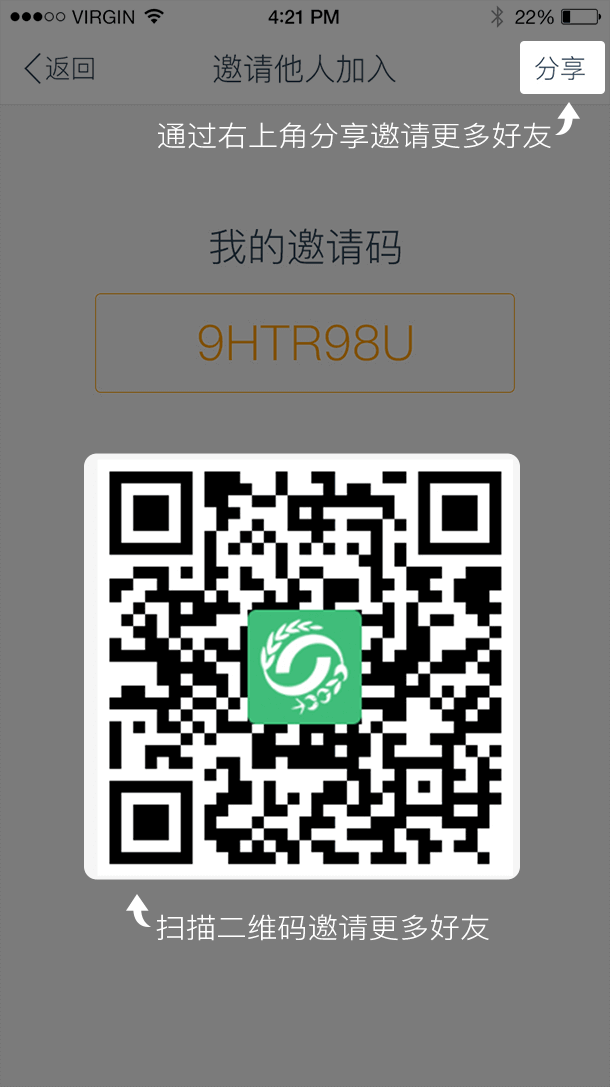 VIRGIN 4:21 PM 22%
返回 邀请他人加入 分享
通过右上角分享邀请更多好友
我的邀请码
9HTR98U
扫描二维码邀请更多好友